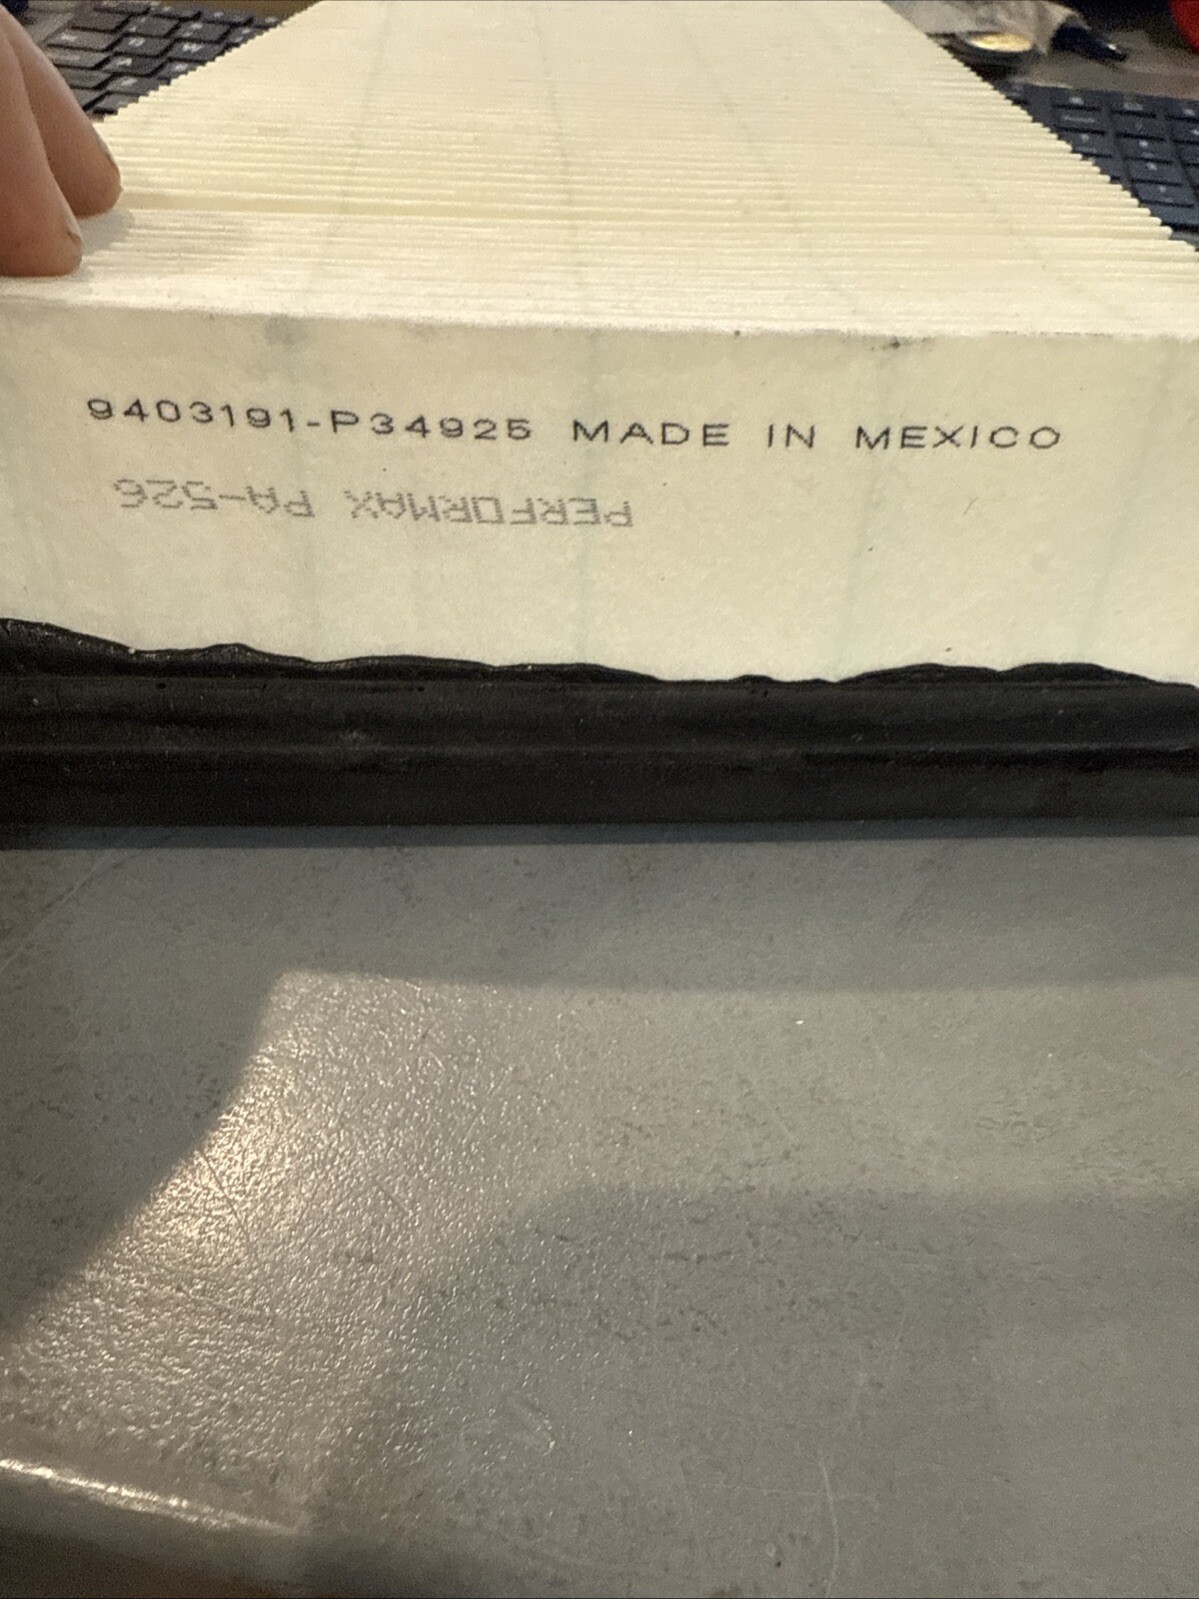 9403191-P34925 MADE IN MEXICO
PERFORMAX PA-526